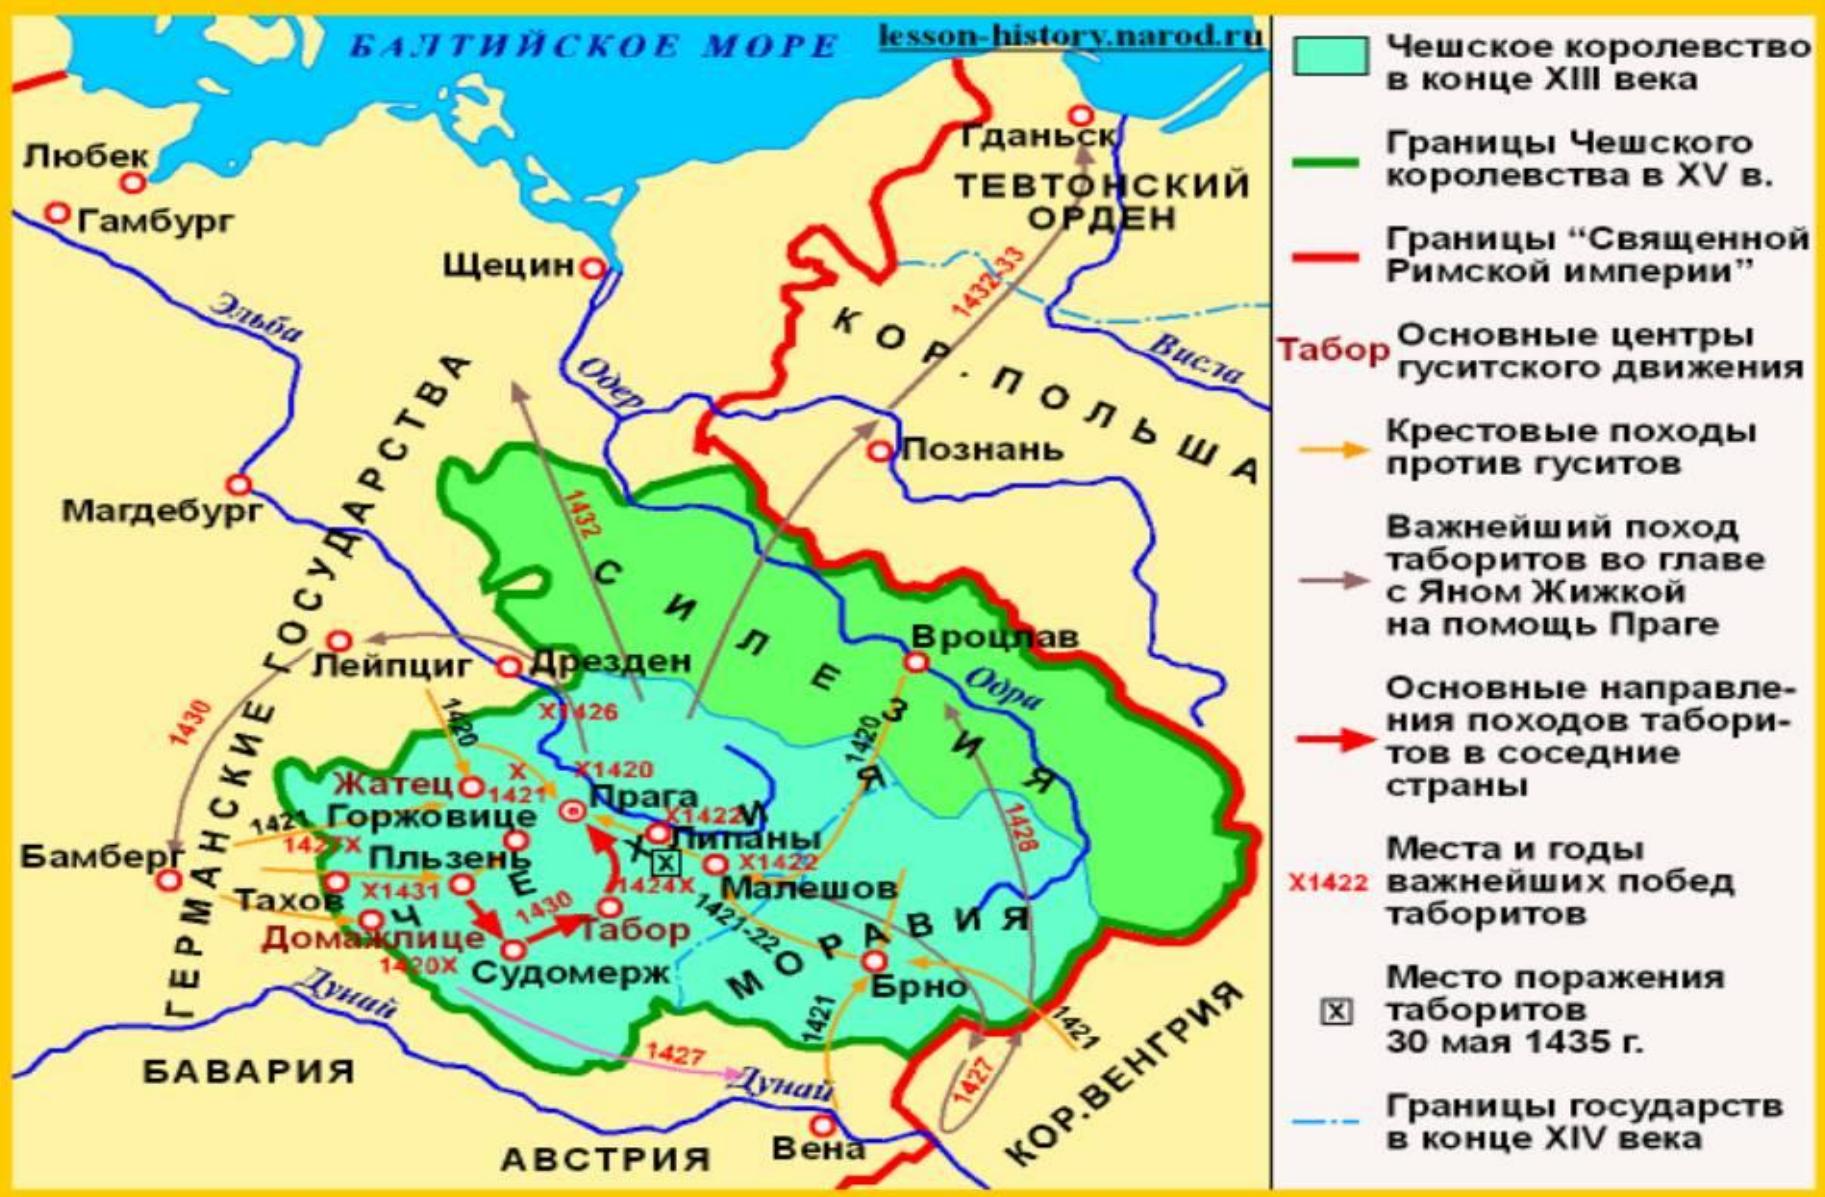 БАЛТИЙСКОЕ МОРЕ
lesson-history.narod.ru
Любек
Гамбург
Щецин
Гданьск
ТЕВТОНСКИЙ
ОРДЕН
Эльба
Одер
1432-33
КОР. ПОЛЬША
Висла
Познань
Магдебург
ГЕРМАНСКИЕ ГОСУДАРСТВА
1432
СИЛЕЗИЯ
Вроцлав
Одра
Лейпциг
Дрезден
1430
1420
X1426
1420
Жатец
X
1421
X1420
Прага
Горжовице
X1422
Липаны
1421
1427X
Бамберг
Пльзень
X
X1422
1428
Тахов
X1431
1430
1424X
Малешов
ЧЕХИЯ
Табор
1421-22
МОРАВИЯ
Домажлице
1420X
Судомерж
Брно
Дунай
1421
1421
БАВАРИЯ
1427
Дунай
1427
АВСТРИЯ
Вена
КОР.ВЕНГРИЯ
Чешское королевство
в конце XIII века
Границы Чешского
королевства в XV в.
Границы “Священной
Римской империи”
Табор
Основные центры
гуситского движения
Крестовые походы
против гуситов
Важнейший поход
таборитов во главе
с Яном Жижкой
на помощь Праге
Основные направле-
ния походов табори-
тов в соседние
страны
X1422
Места и годы
важнейших побед
таборитов
X
Место поражения
таборитов
30 мая 1435 г.
Границы государств
в конце XIV века